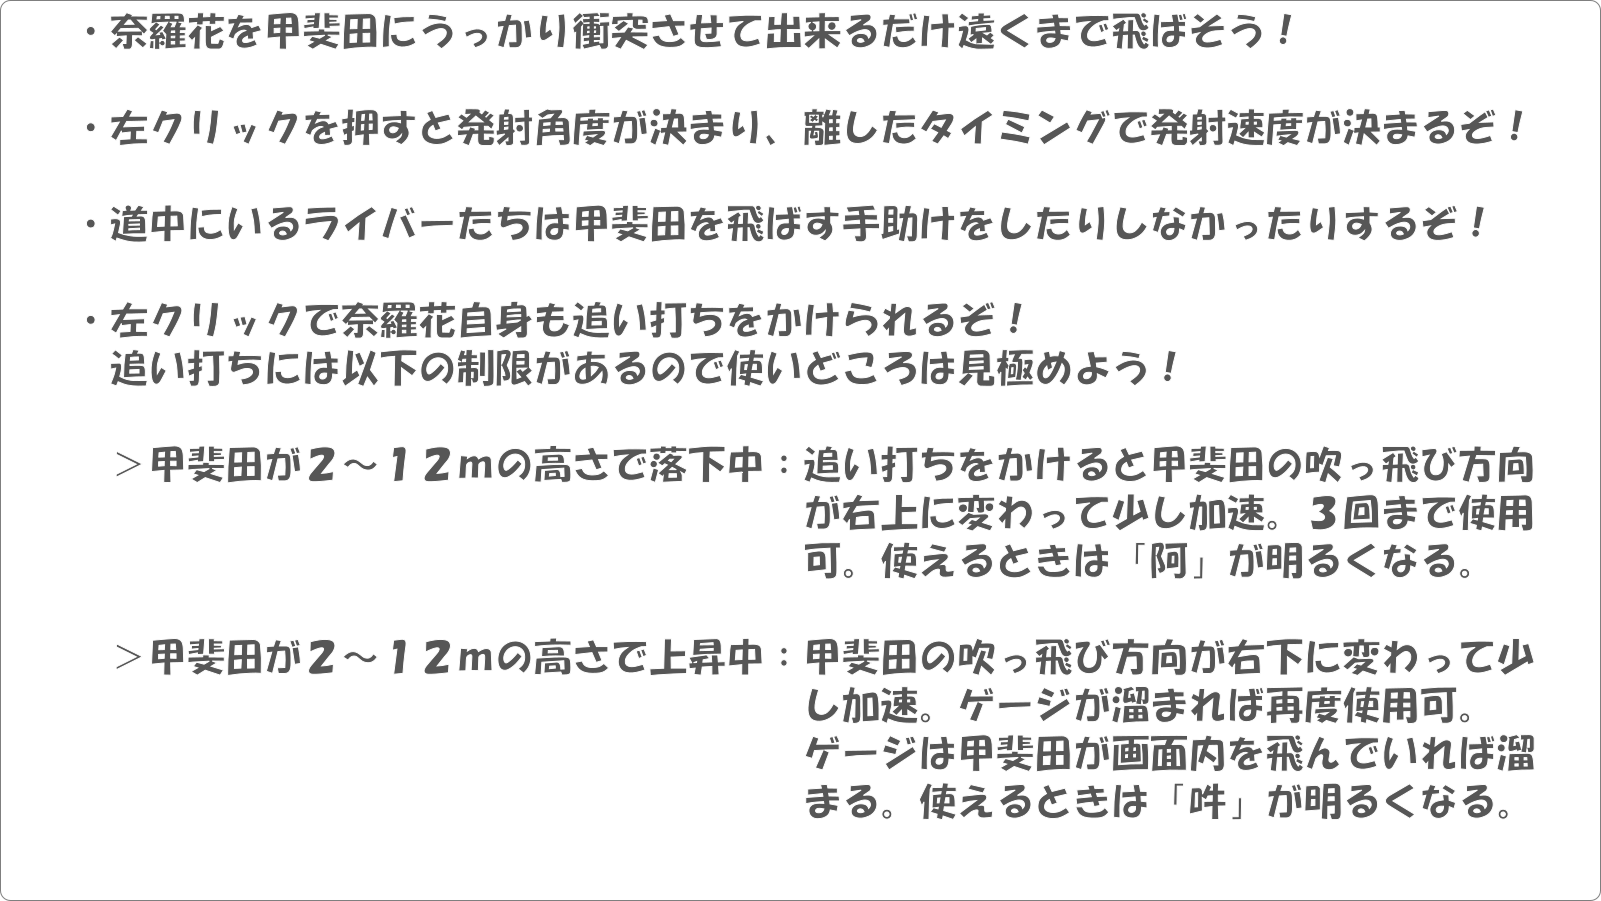 ・奈羅花を甲斐田にうっかり衝突させて出来るだけ遠くまで飛ばそう！
・左クリックを押すと発射角度が決まり、離したタイミングで発射速度が決まるぞ！
・道中にいるライバーたちは甲斐田を飛ばす手助けをしたりしなかったりするぞ！
・左クリックで奈羅花自身も追い打ちをかけられるぞ！
追い打ちには以下の制限があるので使いどころは見極めよう！
＞甲斐田が２～１２ｍの高さで落下中：追い打ちをかけると甲斐田の吹っ飛び方向
が右上に変わって少し加速。３回まで使用
可。使えるときは「阿」が明るくなる。
＞甲斐田が２～１２ｍの高さで上昇中：甲斐田の吹っ飛び方向が右下に変わって少
し加速。ゲージが溜まれば再度使用可。
ゲージは甲斐田が画面内を飛んでいれば溜
まる。使えるときは「吽」が明るくなる。